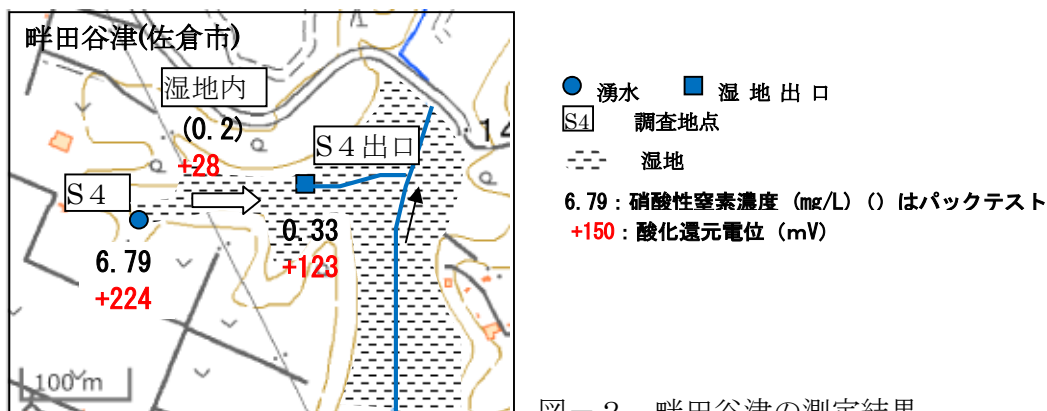 畔田谷津(佐倉市)
湿地内
(0.2)
+28
S4出口
14
S4
6.79
+224
0.33
+123
100m
湧水 湿地出口
S4 調査地点
湿地
6.79：硝酸性窒素濃度 (mg/L) () はパックテスト
+150：酸化還元電位 (mV)
図－2 畔田谷津の測定結果